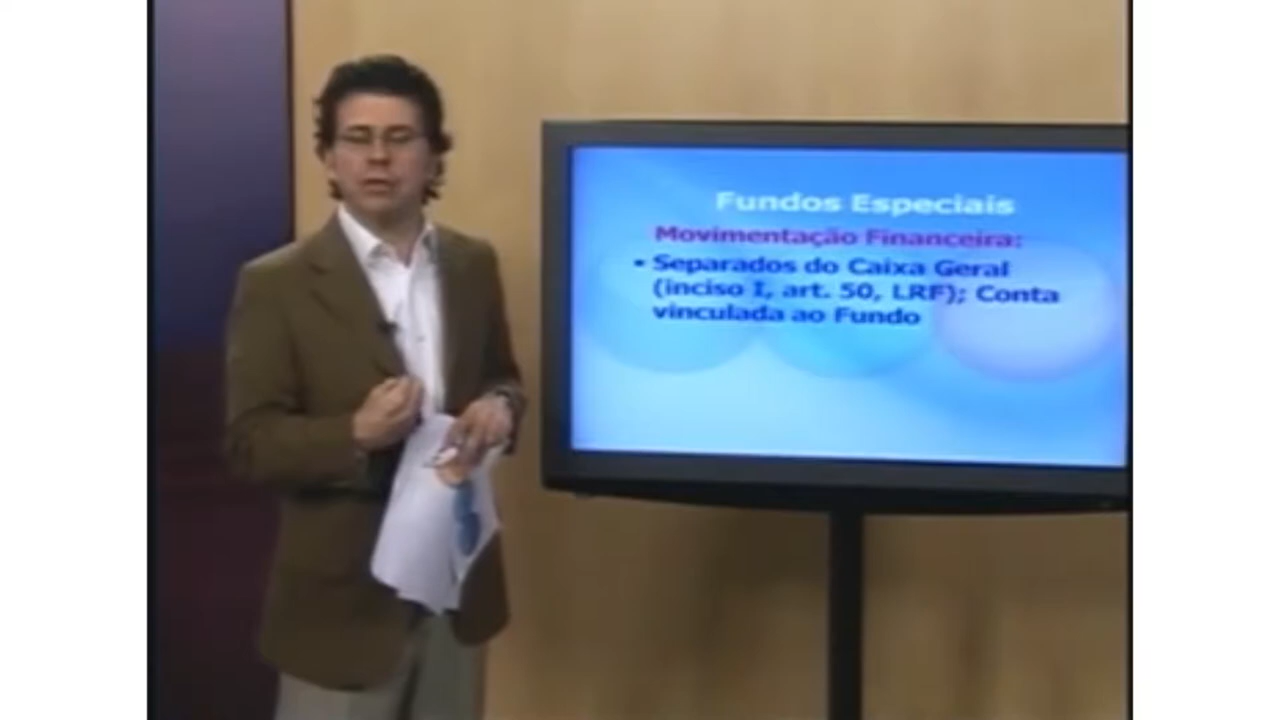 Fundos Especiais
Movimentação Financeira:
• Separados do Caixa Geral
(inciso I, art. 50, LRF); Conta
vinculada ao Fundo